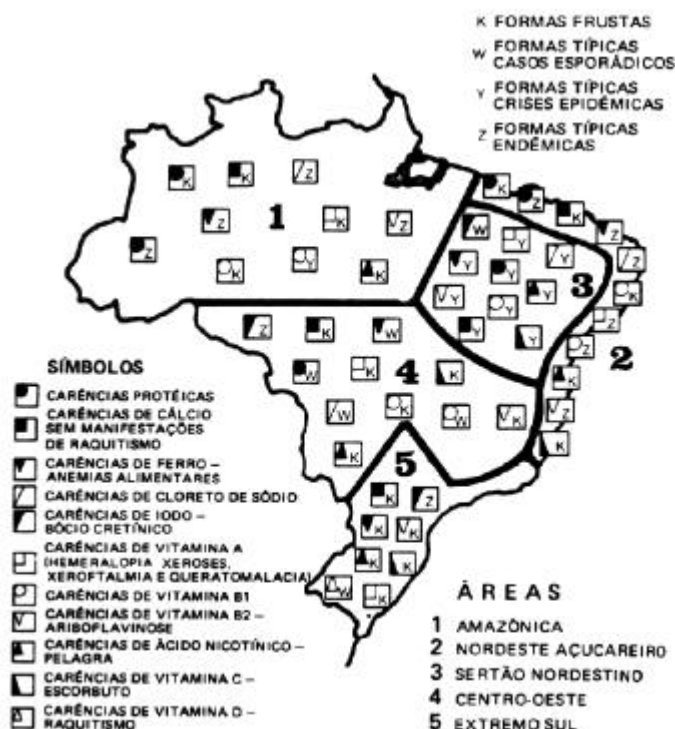 K FORMAS FRUSTAS
W FORMAS TÍPICAS
CASOS ESPORÁDICOS
Y FORMAS TÍPICAS
CRISES EPIDÊMICAS
Z FORMAS TÍPICAS
ENDÊMICAS
K
K
Z
K
Z
K
Z
K
Z
1
Z
K
Z
W
Y
Y
Z
Y
Y
K
Y
K
Y
Y
Y
3
K
Z
Y
Y
Z
2
Z
K
W
W
K
4
K
K
W
K
W
K
Z
K
K
5
K
Z
K
K
K
K
W
K
SÍMBOLOS
CARÊNCIAS PROTÉICAS
CARÊNCIAS DE CÁLCIO
SEM MANIFESTAÇÕES
DE RAQUITISMO
CARÊNCIAS DE FERRO –
ANEMIAS ALIMENTARES
CARÊNCIAS DE CLORETO DE SÓDIO
CARÊNCIAS DE IODO –
BÓCIO CRETÍNICO
CARÊNCIAS DE VITAMINA A
(HEMERALOPIA XEROSES,
XEROFTALMIA E QUERATOMALACIA)
CARÊNCIAS DE VITAMINA B1
CARÊNCIAS DE VITAMINA B2 –
ARIBOFLAVINOSE
CARÊNCIAS DE ÁCIDO NICOTÍNICO –
PELAGRA
CARÊNCIAS DE VITAMINA C –
ESCORBUTO
CARÊNCIAS DE VITAMINA D –
RAQUITISMO
ÁREAS
1 AMAZÔNICA
2 NORDESTE AÇUCAREIRO
3 SERTÃO NORDESTINO
4 CENTRO-OESTE
5 EXTREMO SUL